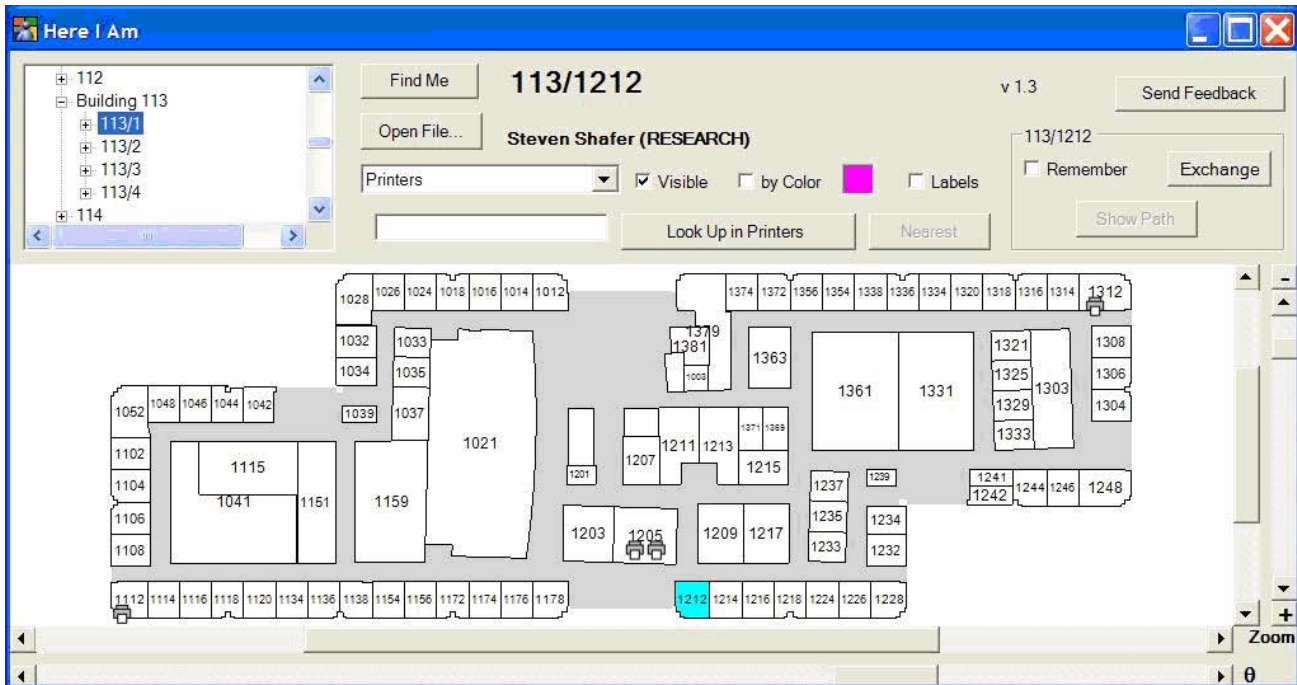 Here I Am
112
Building 113
113/1
113/2
113/3
113/4
114
Find Me
113/1212
v 1.3
Send Feedback
Open File...
Steven Shafer (RESEARCH)
113/1212
Printers
Visible
by Color
Labels
Remember
Exchange
Look Up in Printers
Nearest
Show Path
1028 1026 1024 1018 1016 1014 1012
1374 1372 1356 1354 1338 1336 1334 1320 1318 1316 1314 1312
1032 1033
1379
1381
1363
1321
1308
1034 1035
1003
1361 1331
1325 1303
1306
1052 1048 1046 1044 1042
1039 1037
1329
1304
1021
1371 1369
1333
1102
1115
1201
1207 1211 1213
1215
1104
1041 1151 1159
1237
1239
1241
1242
1244 1246 1248
1106
1203 1205 1209 1217
1235
1234
1108
1233
1232
1112 1114 1116 1118 1120 1134 1136 1138 1154 1156 1172 1174 1176 1178
1212 1214 1216 1218 1224 1226 1228
-
+
Zoom
θ